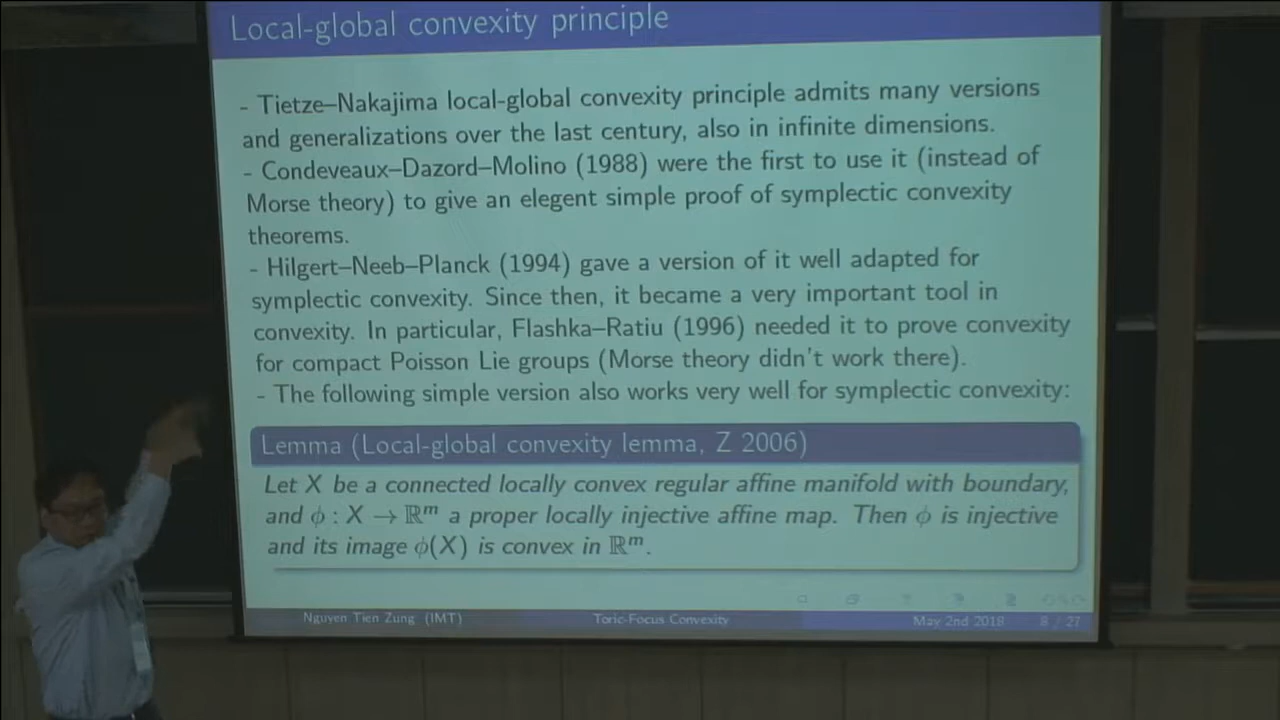 Local-global convexity principle
- Tietze–Nakajima local-global convexity principle admits many versions
and generalizations over the last century, also in infinite dimensions.
- Condeveaux–Dazord–Molino (1988) were the first to use it (instead of
Morse theory) to give an elegent simple proof of symplectic convexity
theorems.
- Hilgert–Neeb–Planck (1994) gave a version of it well adapted for
symplectic convexity. Since then, it became a very important tool in
convexity. In particular, Flashka–Ratiu (1996) needed it to prove convexity
for compact Poisson Lie groups (Morse theory didn't work there).
- The following simple version also works very well for symplectic convexity:
Lemma (Local-global convexity lemma, Z 2006)
Let X be a connected locally convex regular affine manifold with boundary,
and ϕ : X → ℝᵐ a proper locally injective affine map. Then ϕ is injective
and its image ϕ(X) is convex in ℝᵐ.
Nguyen Tien Zung (IMT) Toric-Focus Convexity May 2nd 2018 8 / 27